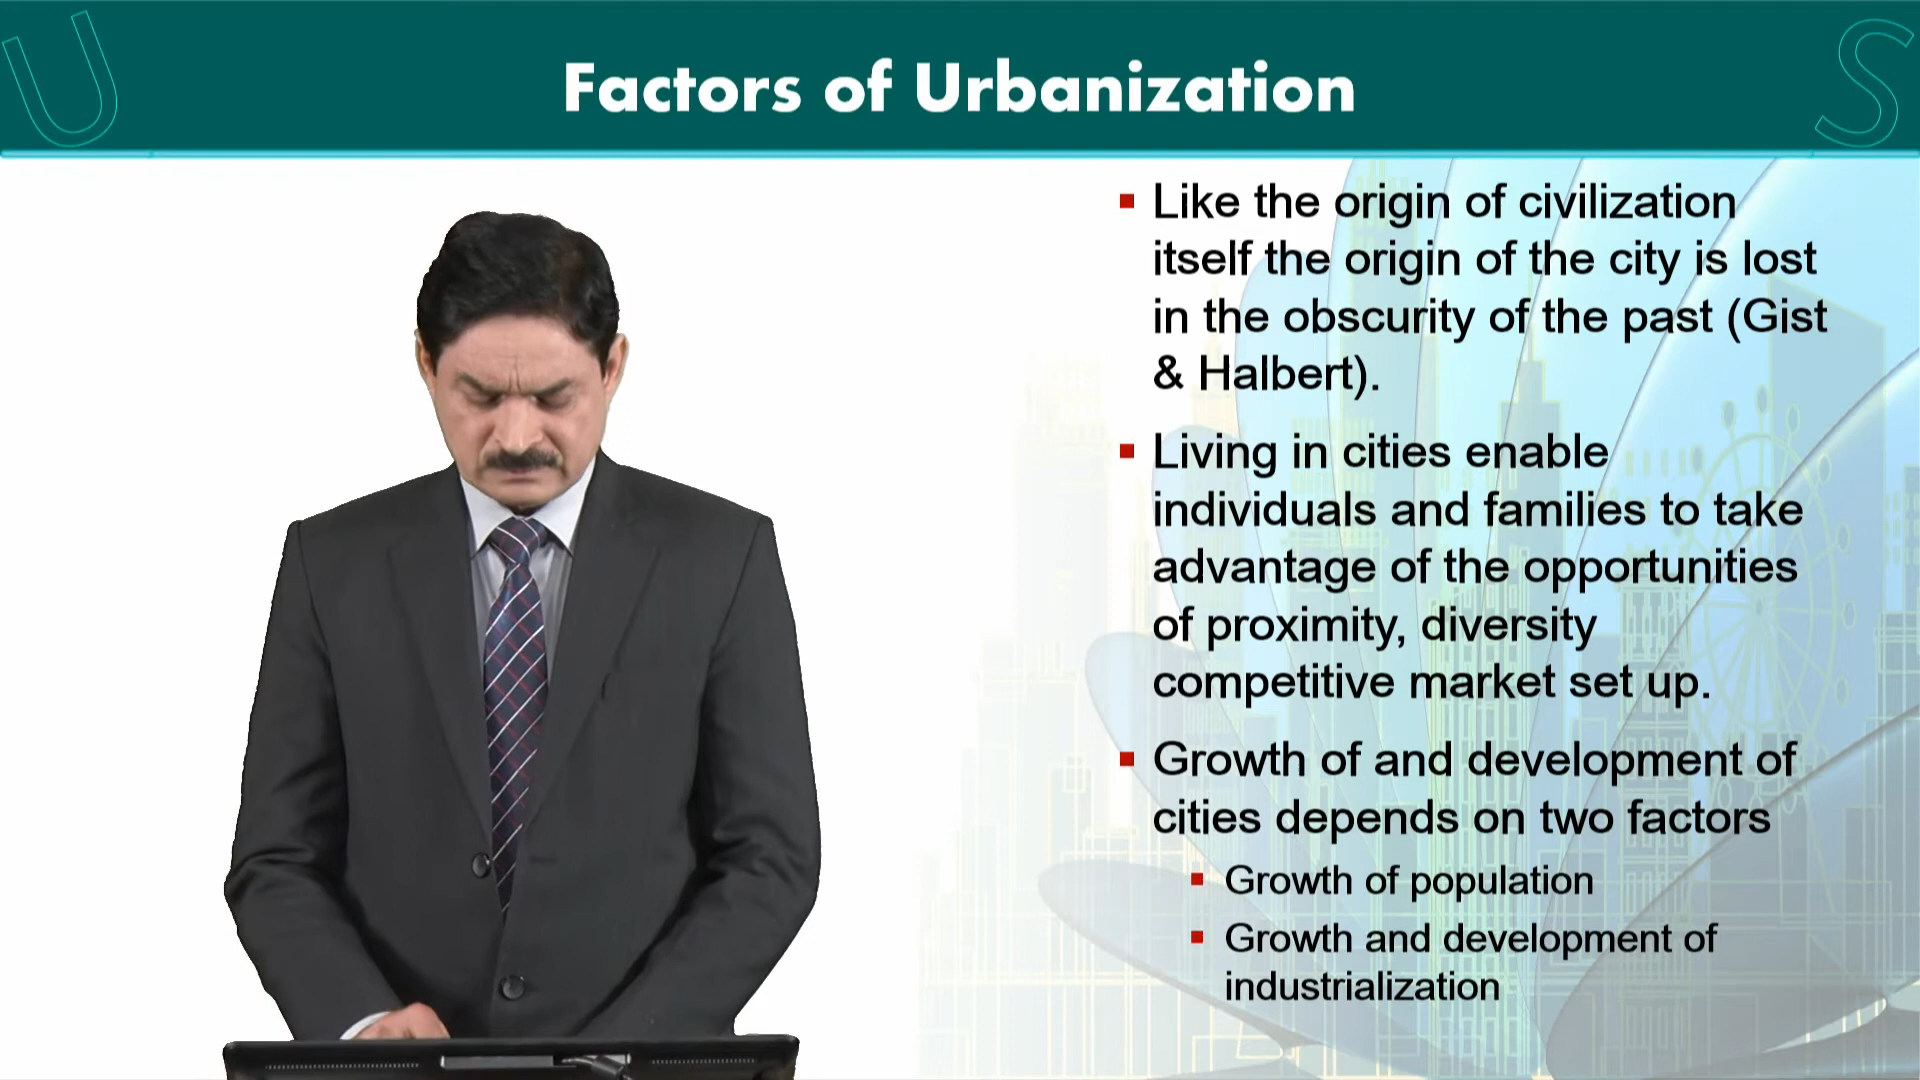 U
S
Factors of Urbanization
▪ Like the origin of civilization
itself the origin of the city is lost
in the obscurity of the past (Gist
& Halbert).
▪ Living in cities enable
individuals and families to take
advantage of the opportunities
of proximity, diversity
competitive market set up.
▪ Growth of and development of
cities depends on two factors
▪ Growth of population
▪ Growth and development of
industrialization